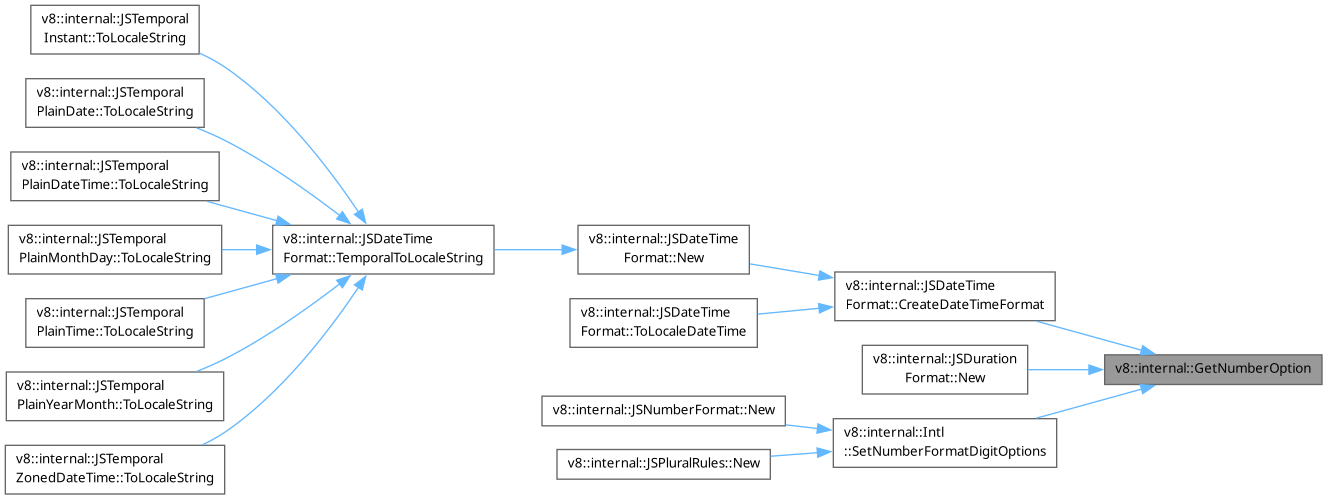 v8::internal::JSTemporal
Instant::ToLocaleString
v8::internal::JSTemporal
PlainDate::ToLocaleString
v8::internal::JSTemporal
PlainDateTime::ToLocaleString
v8::internal::JSTemporal
PlainMonthDay::ToLocaleString
v8::internal::JSTemporal
PlainTime::ToLocaleString
v8::internal::JSTemporal
PlainYearMonth::ToLocaleString
v8::internal::JSTemporal
ZonedDateTime::ToLocaleString
v8::internal::JSDateTime
Format::TemporalToLocaleString
v8::internal::JSDateTime
Format::New
v8::internal::JSDateTime
Format::ToLocaleDateTime
v8::internal::JSNumberFormat::New
v8::internal::JSPluralRules::New
v8::internal::JSDateTime
Format::CreateDateTimeFormat
v8::internal::JSDuration
Format::New
v8::internal::Intl
::SetNumberFormatDigitOptions
v8::internal::GetNumberOption